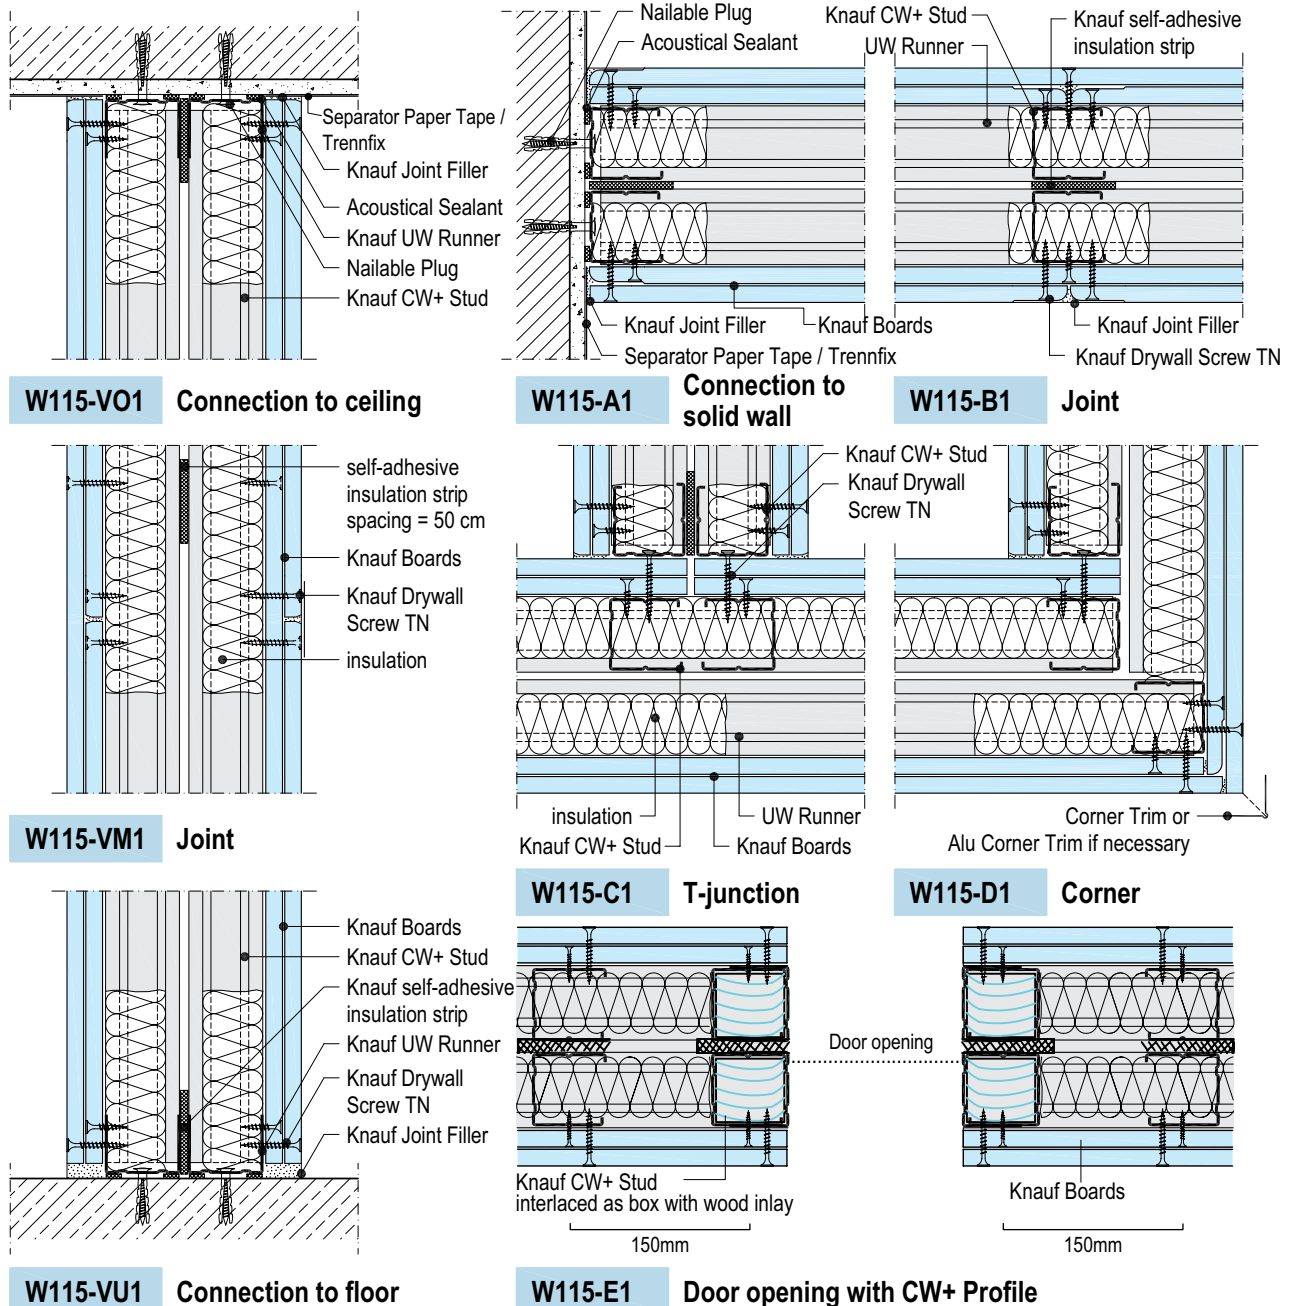 Separator Paper Tape /
Trennfix
Knauf Joint Filler
Acoustical Sealant
Knauf UW Runner
Nailable Plug
Knauf CW+ Stud
W115-VO1 Connection to ceiling
Nailable Plug
Acoustical Sealant
Knauf Joint Filler
Knauf Boards
Separator Paper Tape / Trennfix
W115-A1 Connection to
solid wall
Knauf CW+ Stud
UW Runner
Knauf self-adhesive
insulation strip
Knauf Joint Filler
Knauf Drywall Screw TN
W115-B1 Joint
self-adhesive
insulation strip
spacing = 50 cm
Knauf Boards
Knauf Drywall
Screw TN
insulation
W115-VM1 Joint
Knauf CW+ Stud
Knauf Drywall
Screw TN
insulation
UW Runner
Knauf CW+ Stud
Knauf Boards
W115-C1 T-junction
Corner Trim or
Alu Corner Trim if necessary
W115-D1 Corner
Knauf Boards
Knauf CW+ Stud
Knauf self-adhesive
insulation strip
Knauf UW Runner
Knauf Drywall
Screw TN
Knauf Joint Filler
W115-VU1 Connection to floor
Door opening
Knauf CW+ Stud
interlaced as box with wood inlay
Knauf Boards
150mm
150mm
W115-E1 Door opening with CW+ Profile